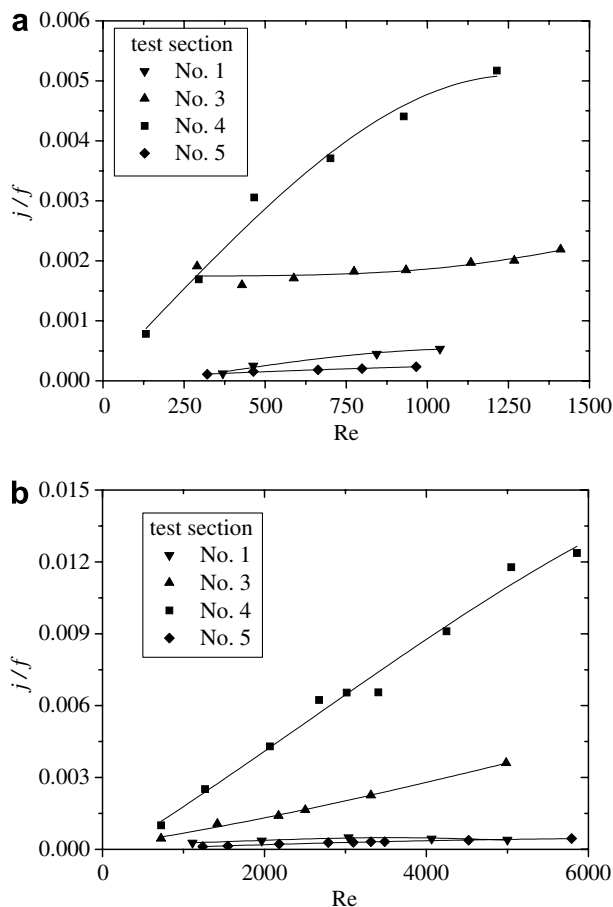 a
0.006
0.005
0.004
0.003
0.002
0.001
0.000
j/f
test section
No. 1
No. 3
No. 4
No. 5
0
250
500
750
1000
1250
1500
Re
b
0.015
0.012
0.009
0.006
0.003
0.000
j/f
test section
No. 1
No. 3
No. 4
No. 5
0
2000
4000
6000
Re